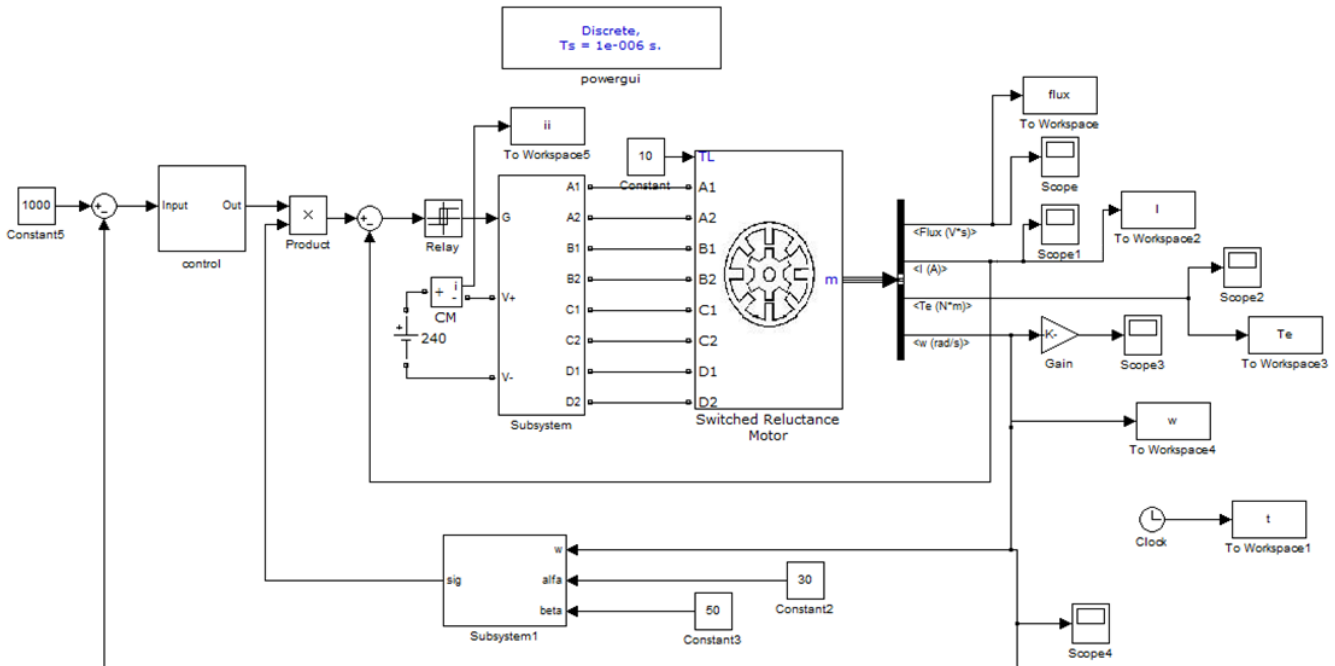 Discrete,
Ts = 1e-006 s.
powergui
flux
To Workspace
ii
To Workspace5
10
Constant
TL
Scope
1000
Constant5
+
-
Input
Out
control
×
Product
+
-
Relay
G
V+
V-
A1
A2
B1
B2
C1
C2
D1
D2
Subsystem
+
i
-
CM
+
240
A1
A2
B1
B2
C1
C2
D1
D2
m
Switched Reluctance
Motor
<Flux (V*s)>
<I (A)>
<Te (N*m)>
<w (rad/s)>
Scope1
I
To Workspace2
Scope2
Te
To Workspace3
K-
Gain
Scope3
w
To Workspace4
Clock
t
To Workspace1
sig
w
alfa
beta
Subsystem1
30
Constant2
50
Constant3
Scope4